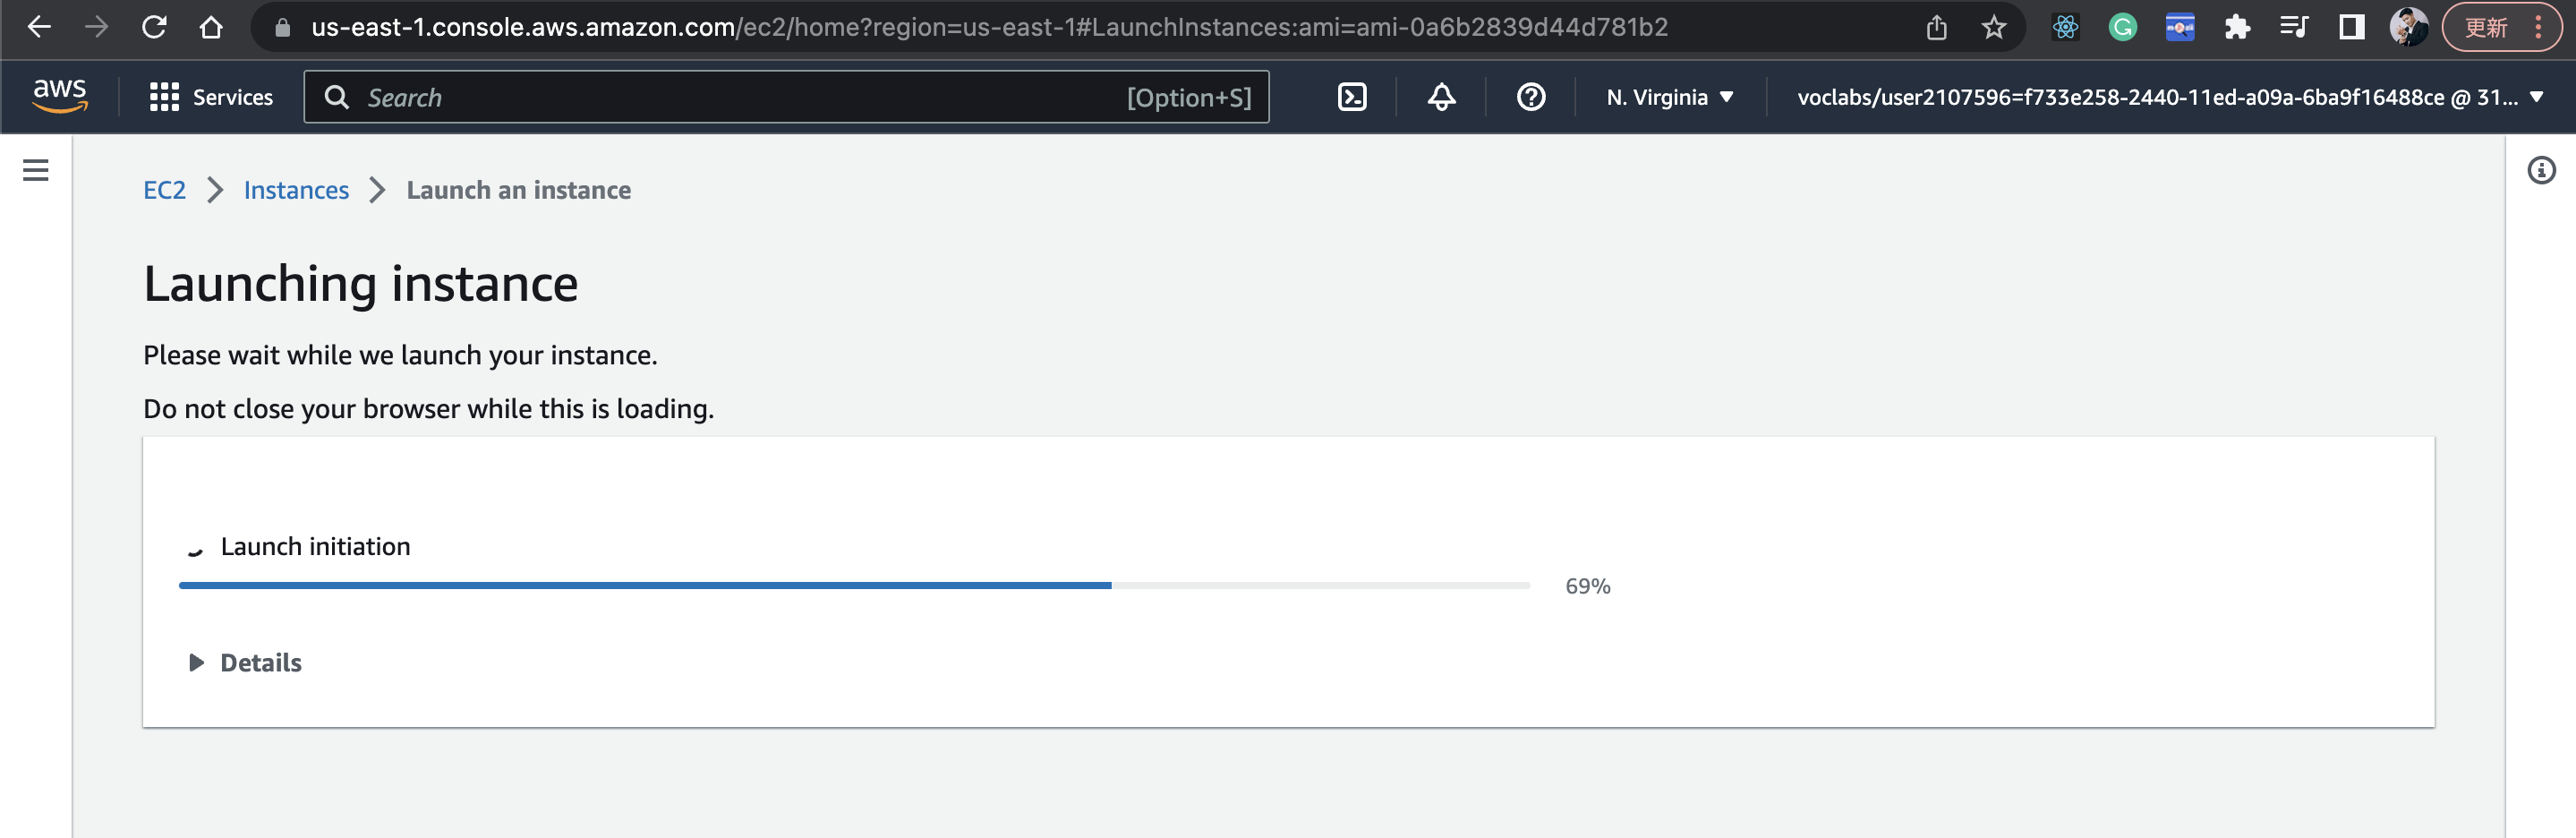 us-east-1.console.aws.amazon.com/ec2/home?region=us-east-1#LaunchInstances:ami=ami-0a6b2839d44d781b2
更新
aws
Services
Search
[Option+S]
N. Virginia
voclabs/user2107596=f733e258-2440-11ed-a09a-6ba9f16488ce @ 31...
EC2
Instances
Launch an instance
Launching instance
Please wait while we launch your instance.
Do not close your browser while this is loading.
Launch initiation
69%
Details